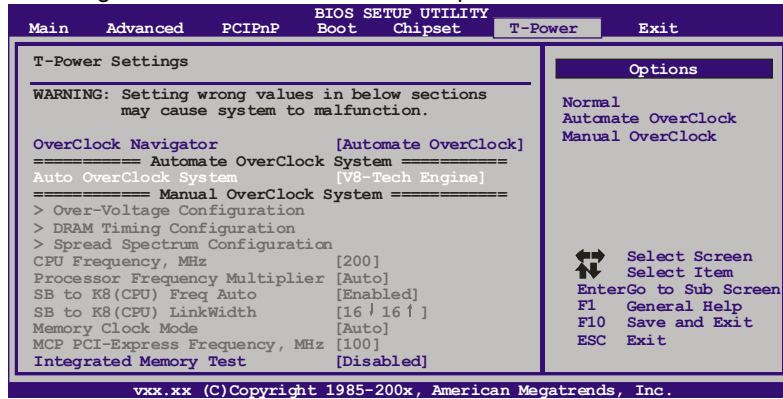 BIOS SETUP UTILITY
Main Advanced PCIPnP Boot Chipset T-Power Exit
T-Power Settings
WARNING: Setting wrong values in below sections
may cause system to malfunction.
OverClock Navigator [Automate OverClock]
=========== Automate OverClock System ===========
Auto OverClock System [V8-Tech Engine]
============ Manual OverClock System ============
> Over-Voltage Configuration
> DRAM Timing Configuration
> Spread Spectrum Configuration
CPU Frequency, MHz [200]
Processor Frequency Multiplier [Auto]
SB to K8(CPU) Freq Auto [Enabled]
SB to K8(CPU) LinkWidth [16 ↓ 16 ↑ ]
Memory Clock Mode [Auto]
MCP PCI-Express Frequency, MHz [100]
Integrated Memory Test [Disabled]
Options
Normal
Automate OverClock
Manual OverClock
Select Screen
Select Item
EnterGo to Sub Screen
F1 General Help
F10 Save and Exit
ESC Exit
vxx.xx (C)Copyright 1985-200x, American Megatrends, Inc.